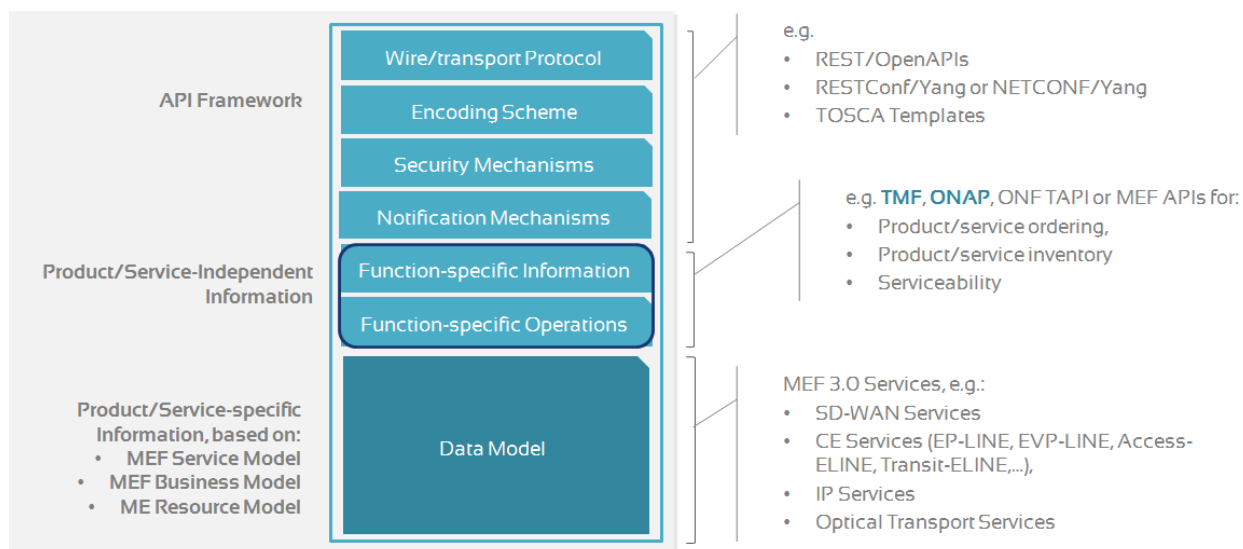 API Framework
Wire/transport Protocol
Encoding Scheme
Security Mechanisms
Notification Mechanisms
e.g.
• REST/OpenAPIs
• RESTConf/Yang or NETCONF/Yang
• TOSCA Templates
Product/Service-Independent
Information
Function-specific Information
Function-specific Operations
e.g. TMF, ONAP, ONF TAPI or MEF APIs for:
• Product/service ordering,
• Product/service inventory
• Serviceability
Product/Service-specific
Information, based on:
• MEF Service Model
• MEF Business Model
• ME Resource Model
Data Model
MEF 3.0 Services, e.g.:
• SD-WAN Services
• CE Services (EP-LINE, EVP-LINE, Access-
ELINE, Transit-ELINE,...),
• IP Services
• Optical Transport Services